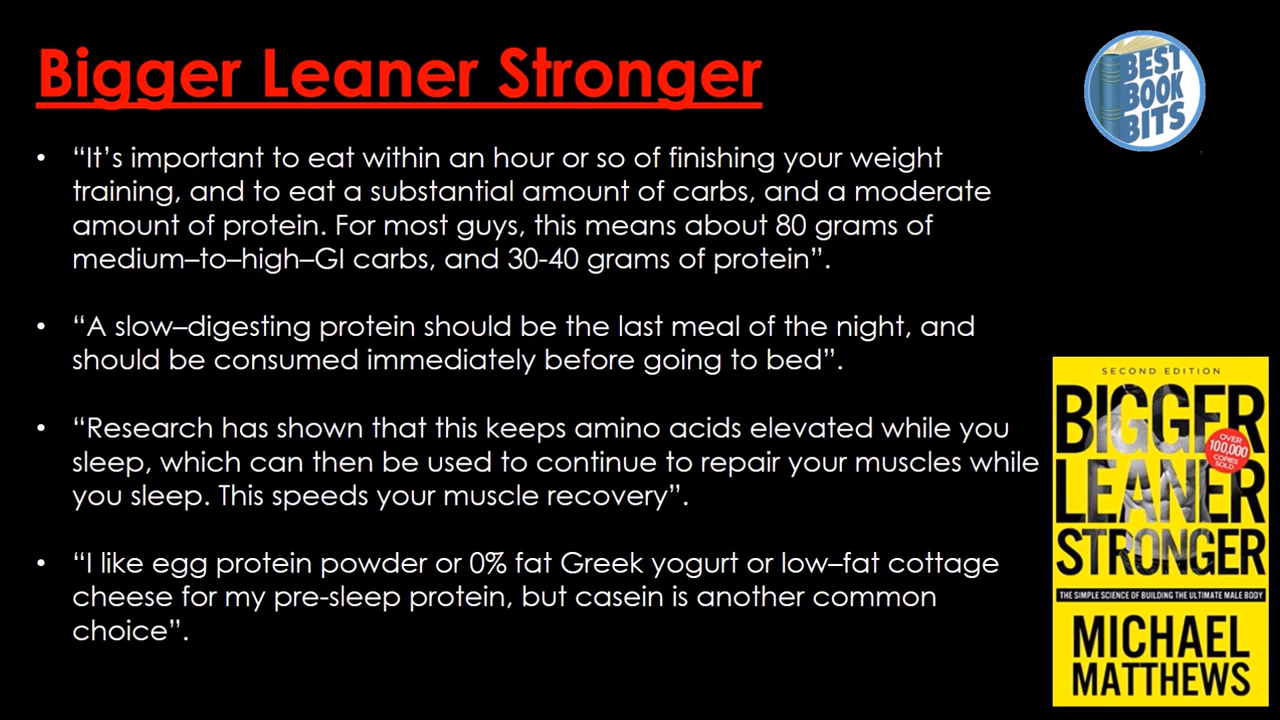 Bigger Leaner Stronger
BEST
BOOK
BITS
• “It’s important to eat within an hour or so of finishing your weight
training, and to eat a substantial amount of carbs, and a moderate
amount of protein. For most guys, this means about 80 grams of
medium–to–high–GI carbs, and 30-40 grams of protein”.
• “A slow–digesting protein should be the last meal of the night, and
should be consumed immediately before going to bed”.
• “Research has shown that this keeps amino acids elevated while you
sleep, which can then be used to continue to repair your muscles while
you sleep. This speeds your muscle recovery”.
• “I like egg protein powder or 0% fat Greek yogurt or low–fat cottage
cheese for my pre-sleep protein, but casein is another common
choice”.
SECOND EDITION
BIGGER
LEANER
STRONGER
OVER
100,000
COPIES
SOLD
THE SIMPLE SCIENCE OF BUILDING THE ULTIMATE MALE BODY
MICHAEL
MATTHEWS